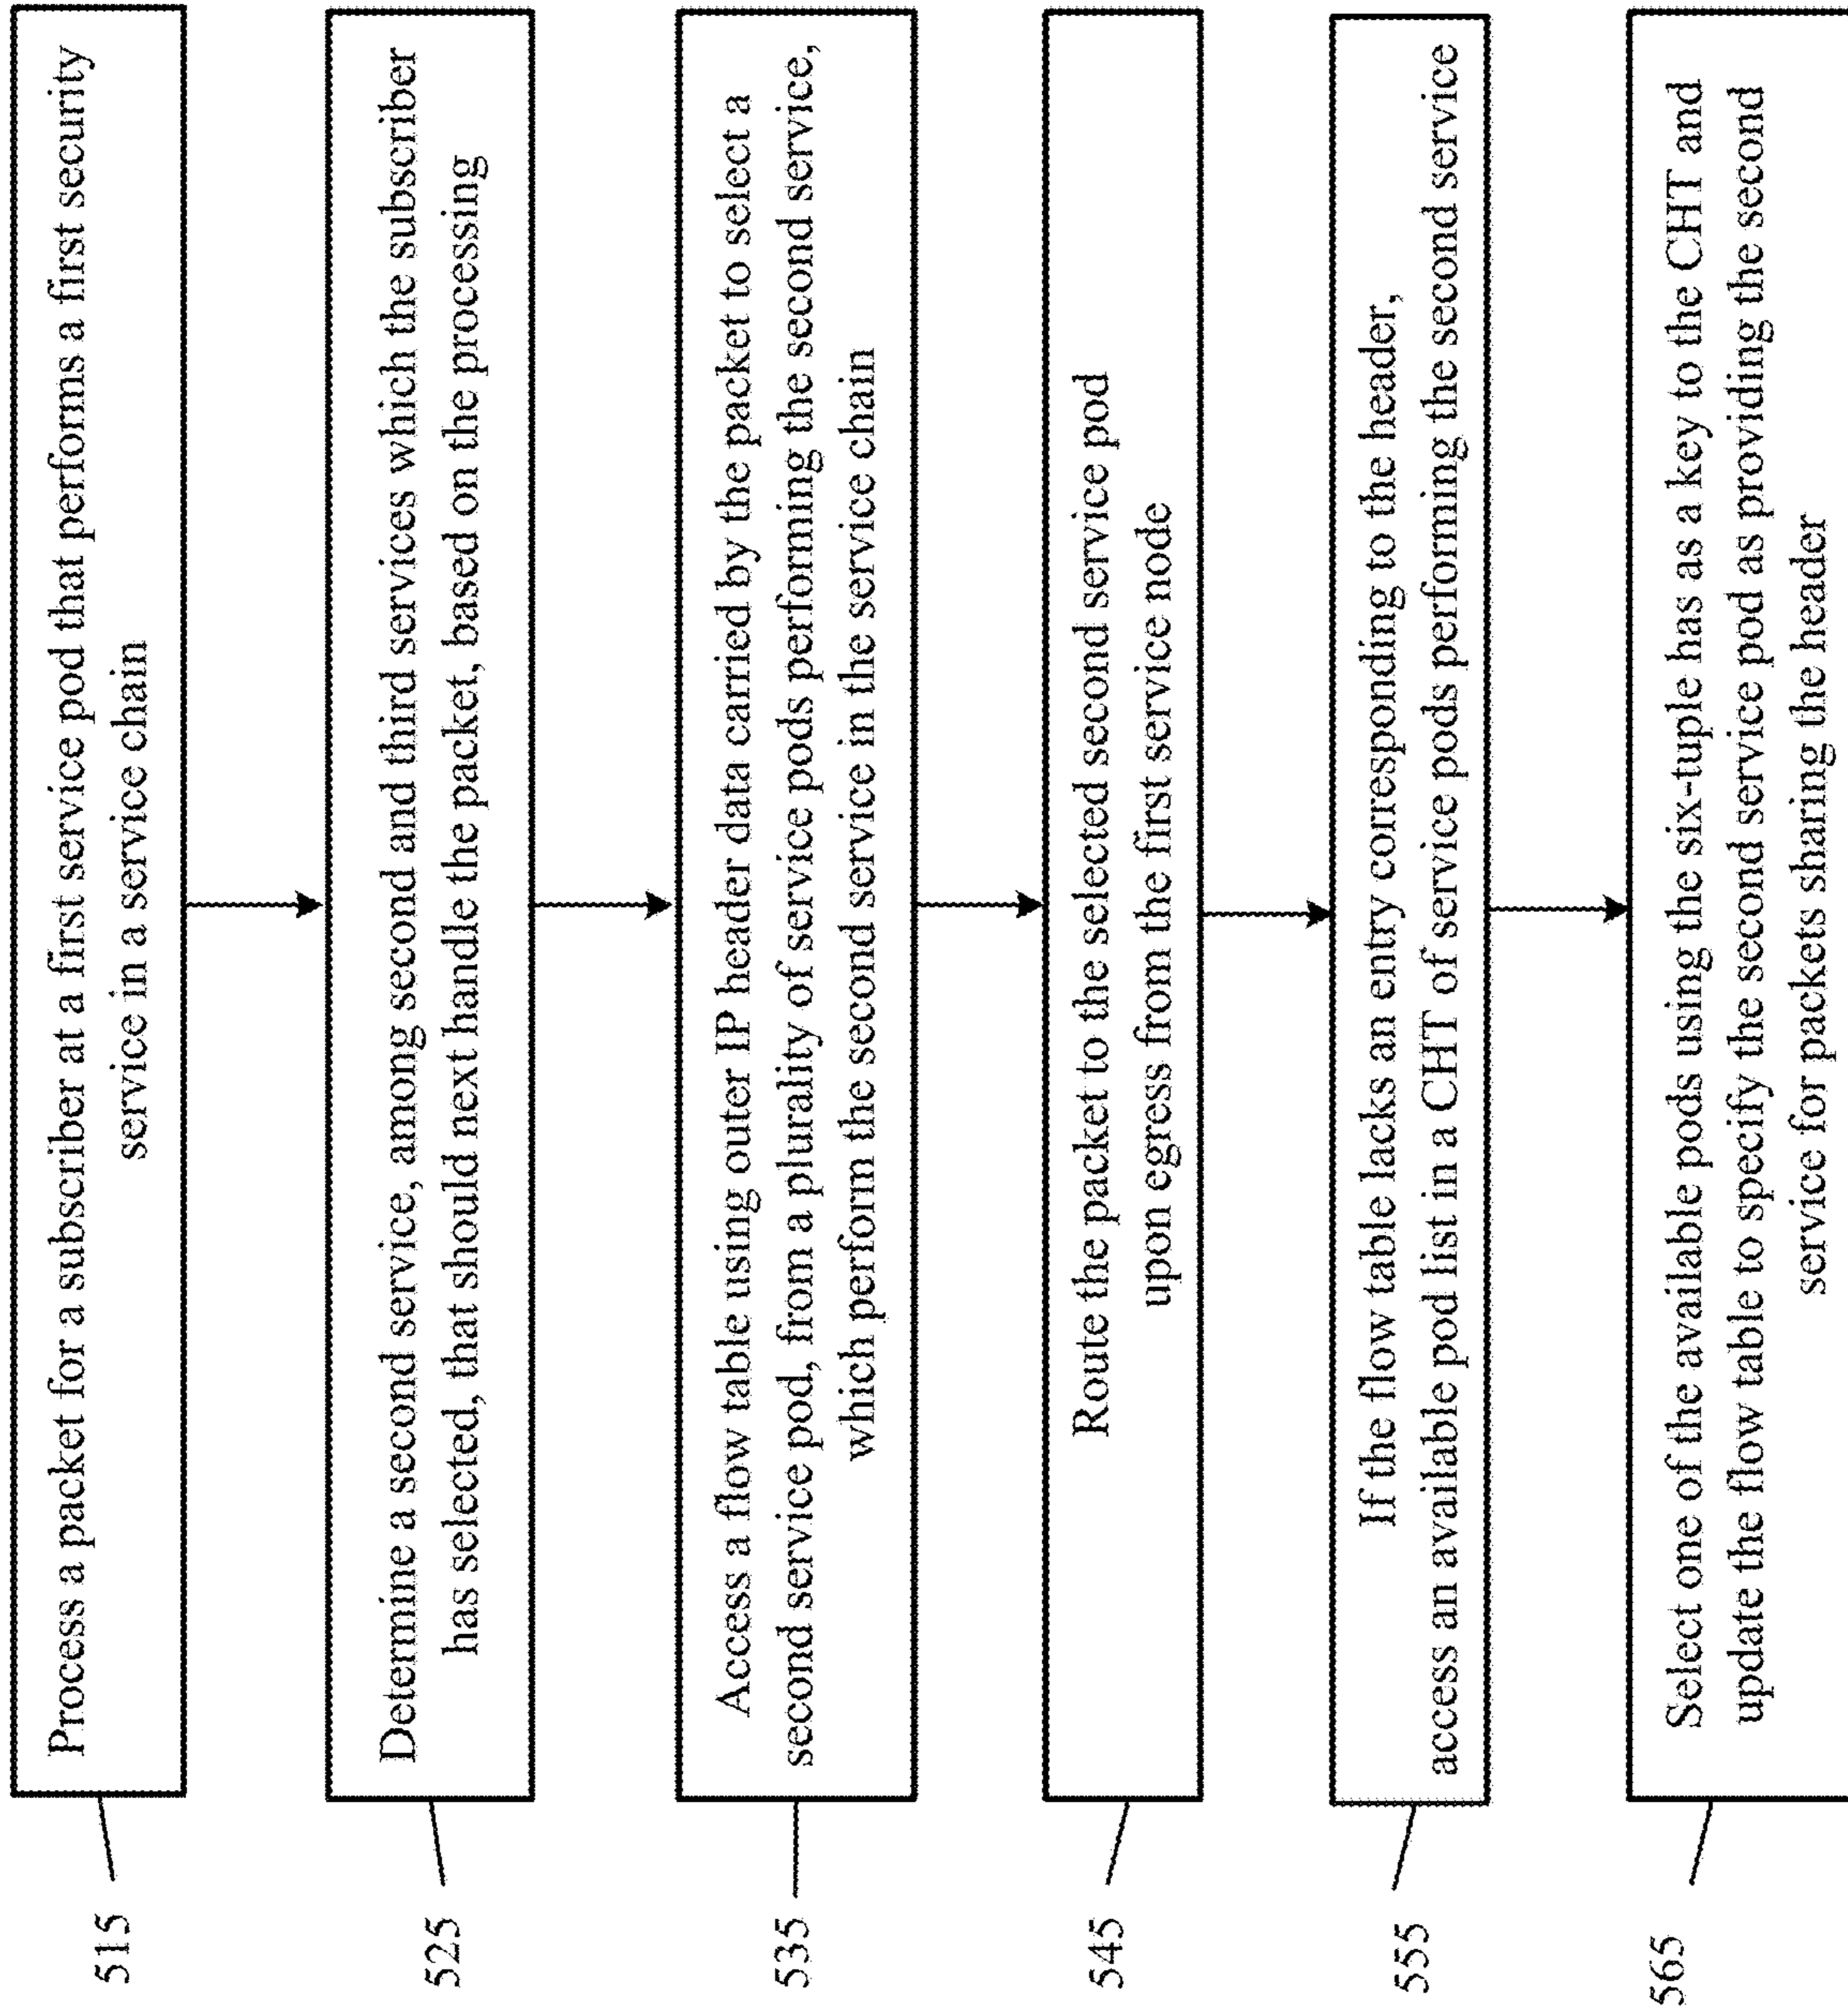 515
Process a packet for a subscriber at a first service pod that performs a first security
service in a service chain
525
Determine a second service, among second and third services which the subscriber
has selected, that should next handle the packet, based on the processing
535
Access a flow table using outer IP header data carried by the packet to select a
second service pod, from a plurality of service pods performing the second service,
which perform the second service in the service chain
545
Route the packet to the selected second service pod
upon egress from the first service node
555
If the flow table lacks an entry corresponding to the header,
access an available pod list in a CHT of service pods performing the second service
565
Select one of the available pods using the six-tuple has as a key to the CHT and
update the flow table to specify the second service pod as providing the second
service for packets sharing the header